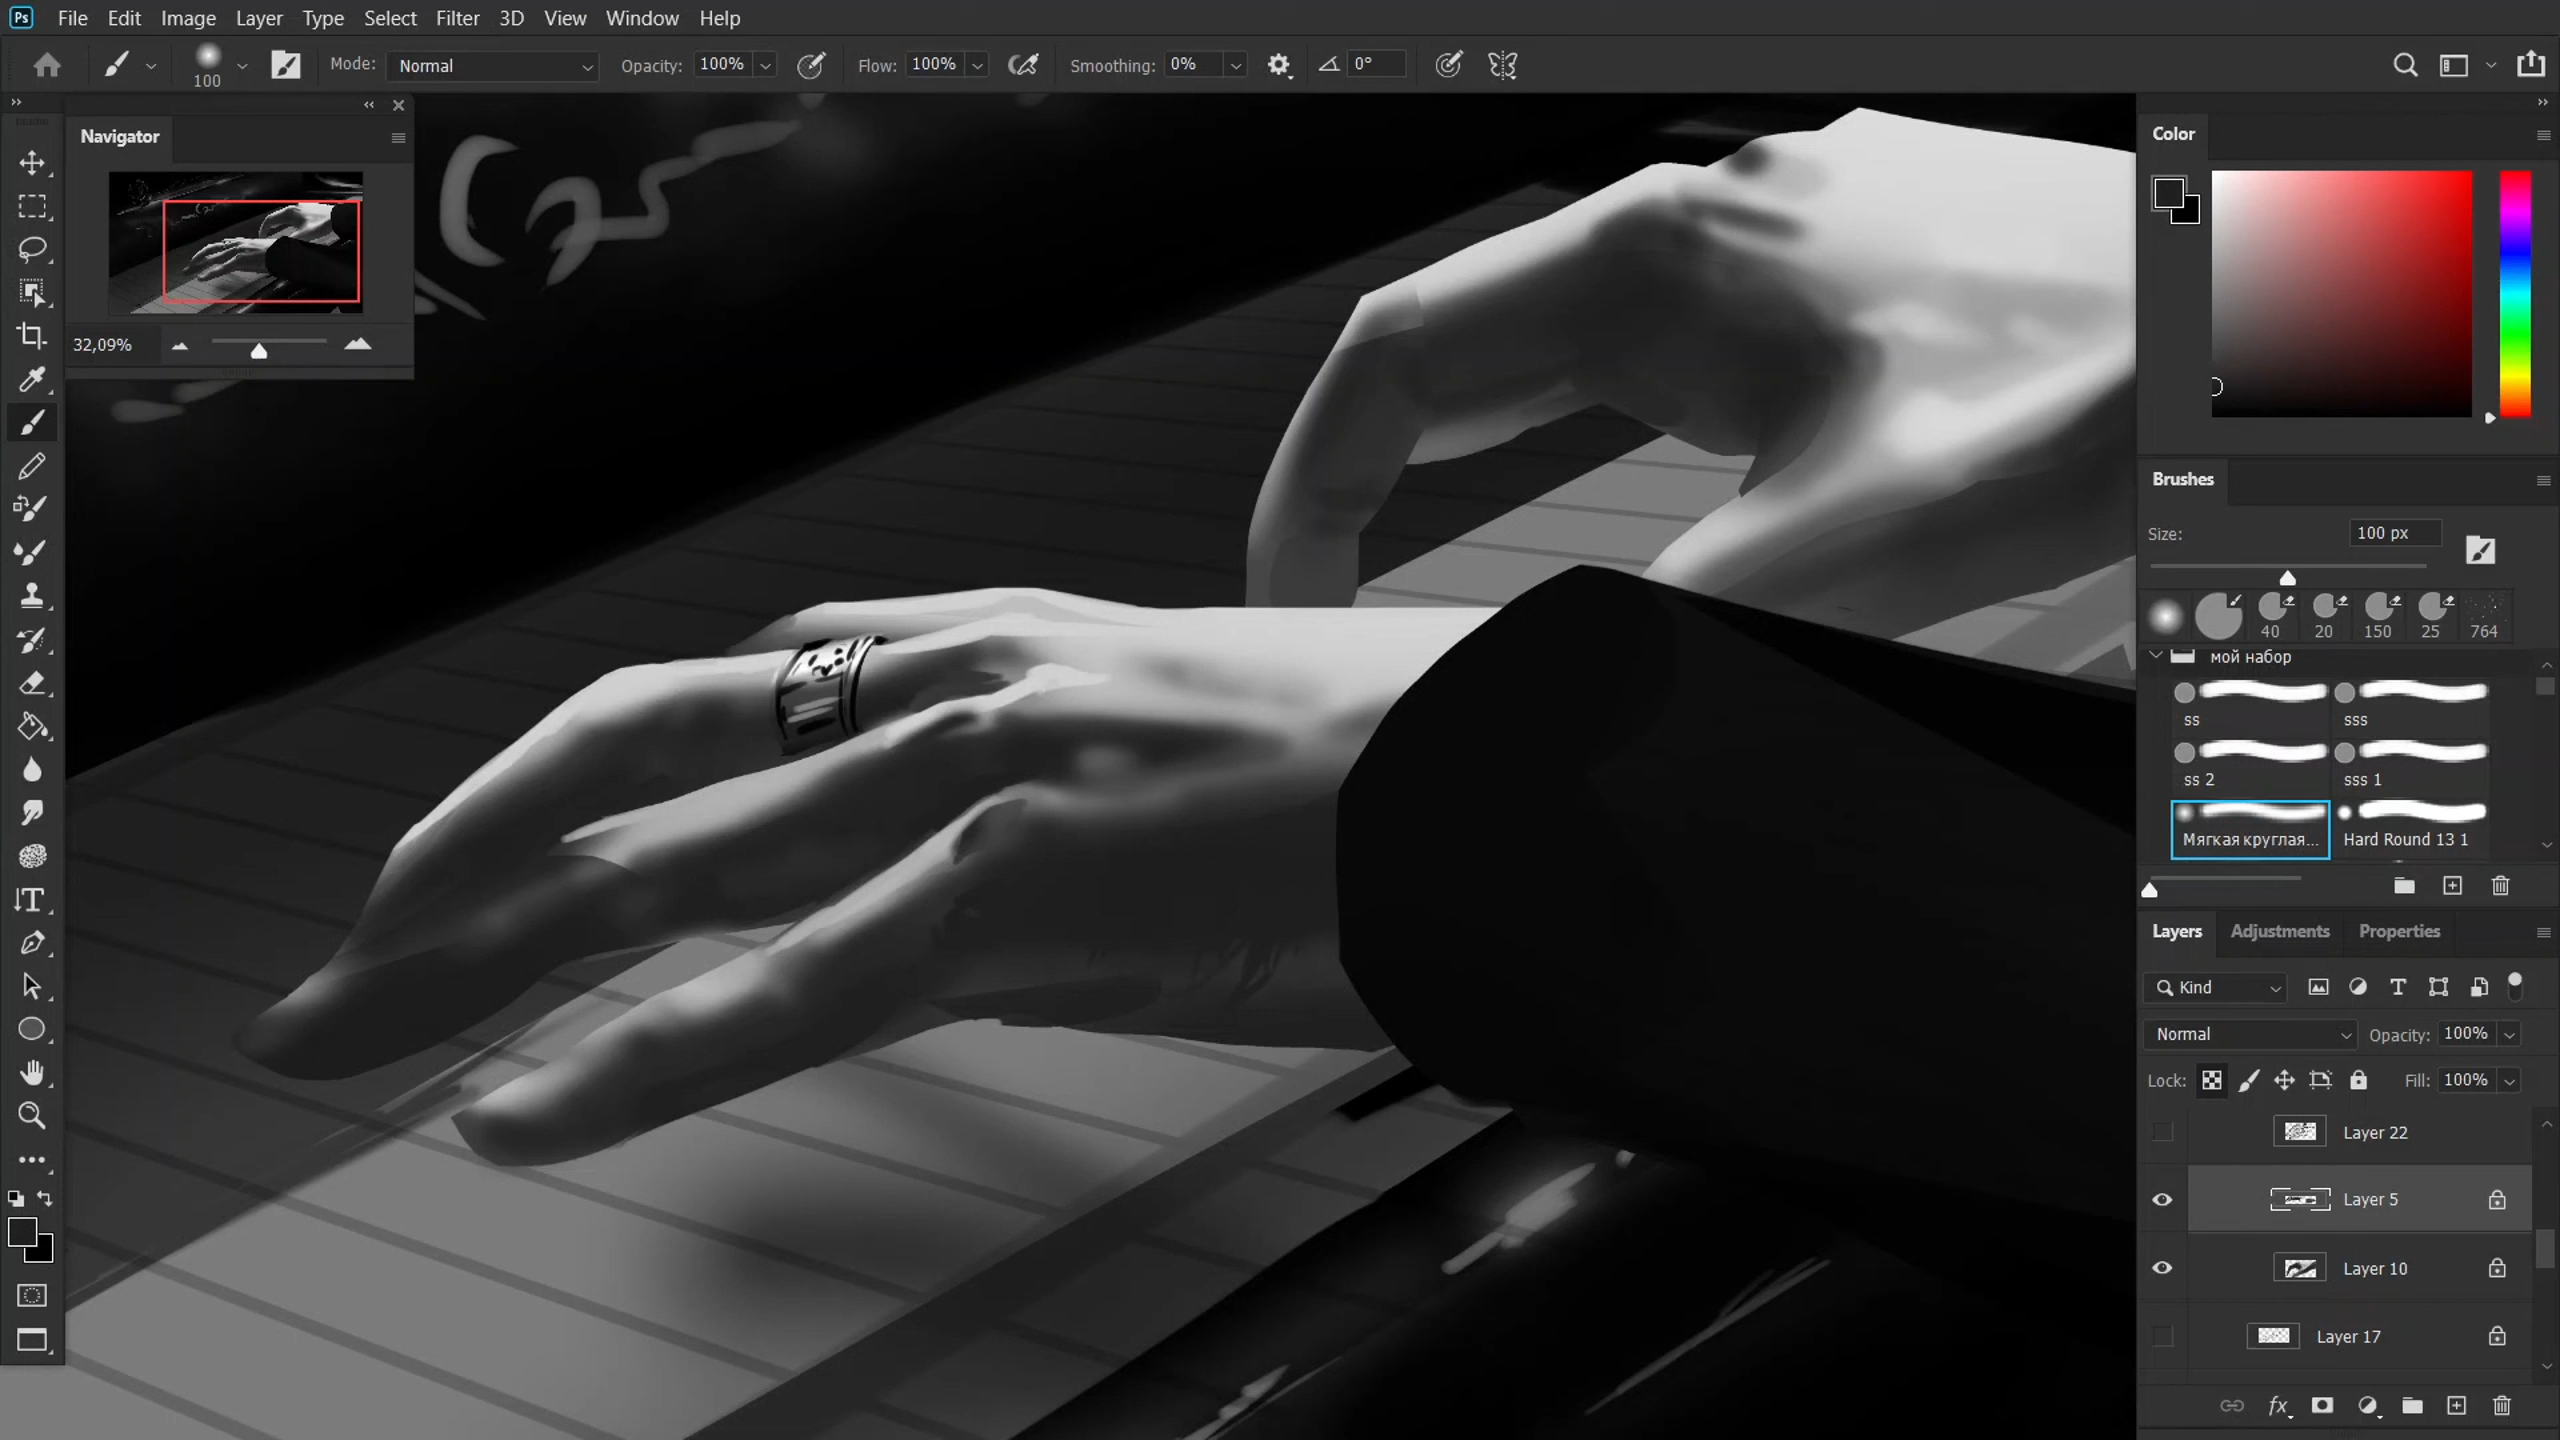 Ps File Edit Image Layer Type Select Filter 3D View Window Help
100 Mode: Normal Opacity: 100% Flow: 100% Smoothing: 0% 0°
Navigator
32,09%
Color
Brushes
Size: 100 px
40 20 150 25 764
мой набор
ss sss
ss 2 sss 1
Мягкая круглая... Hard Round 13 1
Layers Adjustments Properties
Kind
Normal Opacity: 100%
Lock: Fill: 100%
Layer 22
Layer 5
Layer 10
Layer 17
fx